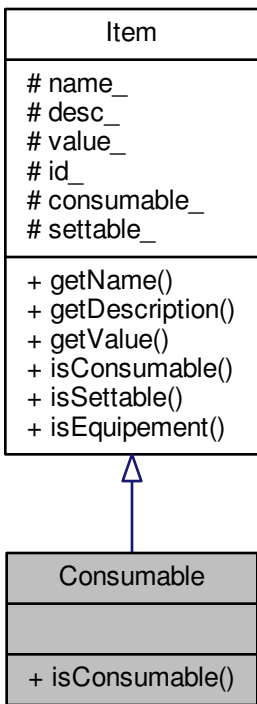 Item
# name_
# desc_
# value_
# id_
# consumable_
# settable_
+ getName()
+ getDescription()
+ getValue()
+ isConsumable()
+ isSettable()
+ isEquipement()
Consumable
+ isConsumable()